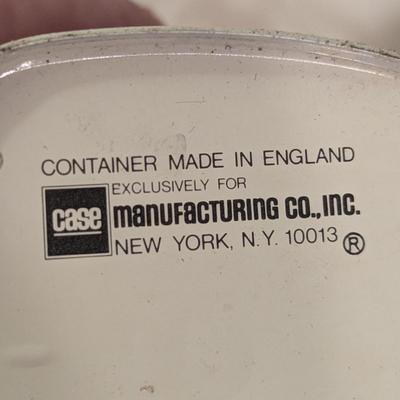 CONTAINER MADE IN ENGLAND
EXCLUSIVELY FOR
case manufacturing co., inc.
NEW YORK, N.Y. 10013 ®